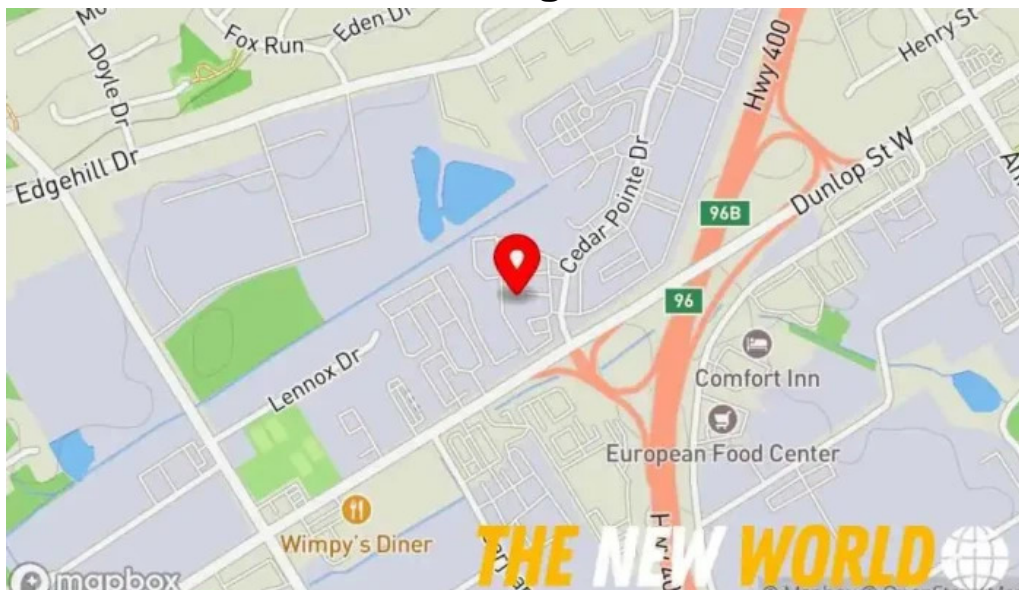 Fox Run
Eden Dr
Doyle Dr
Edgehill Dr
Hwy 400
Henry St
Cedar Pointe Dr
96B
Dunlop St W
96
Lennox Dr
Comfort Inn
European Food Center
Wimpy's Diner
THE NEW WORLD
mapbox